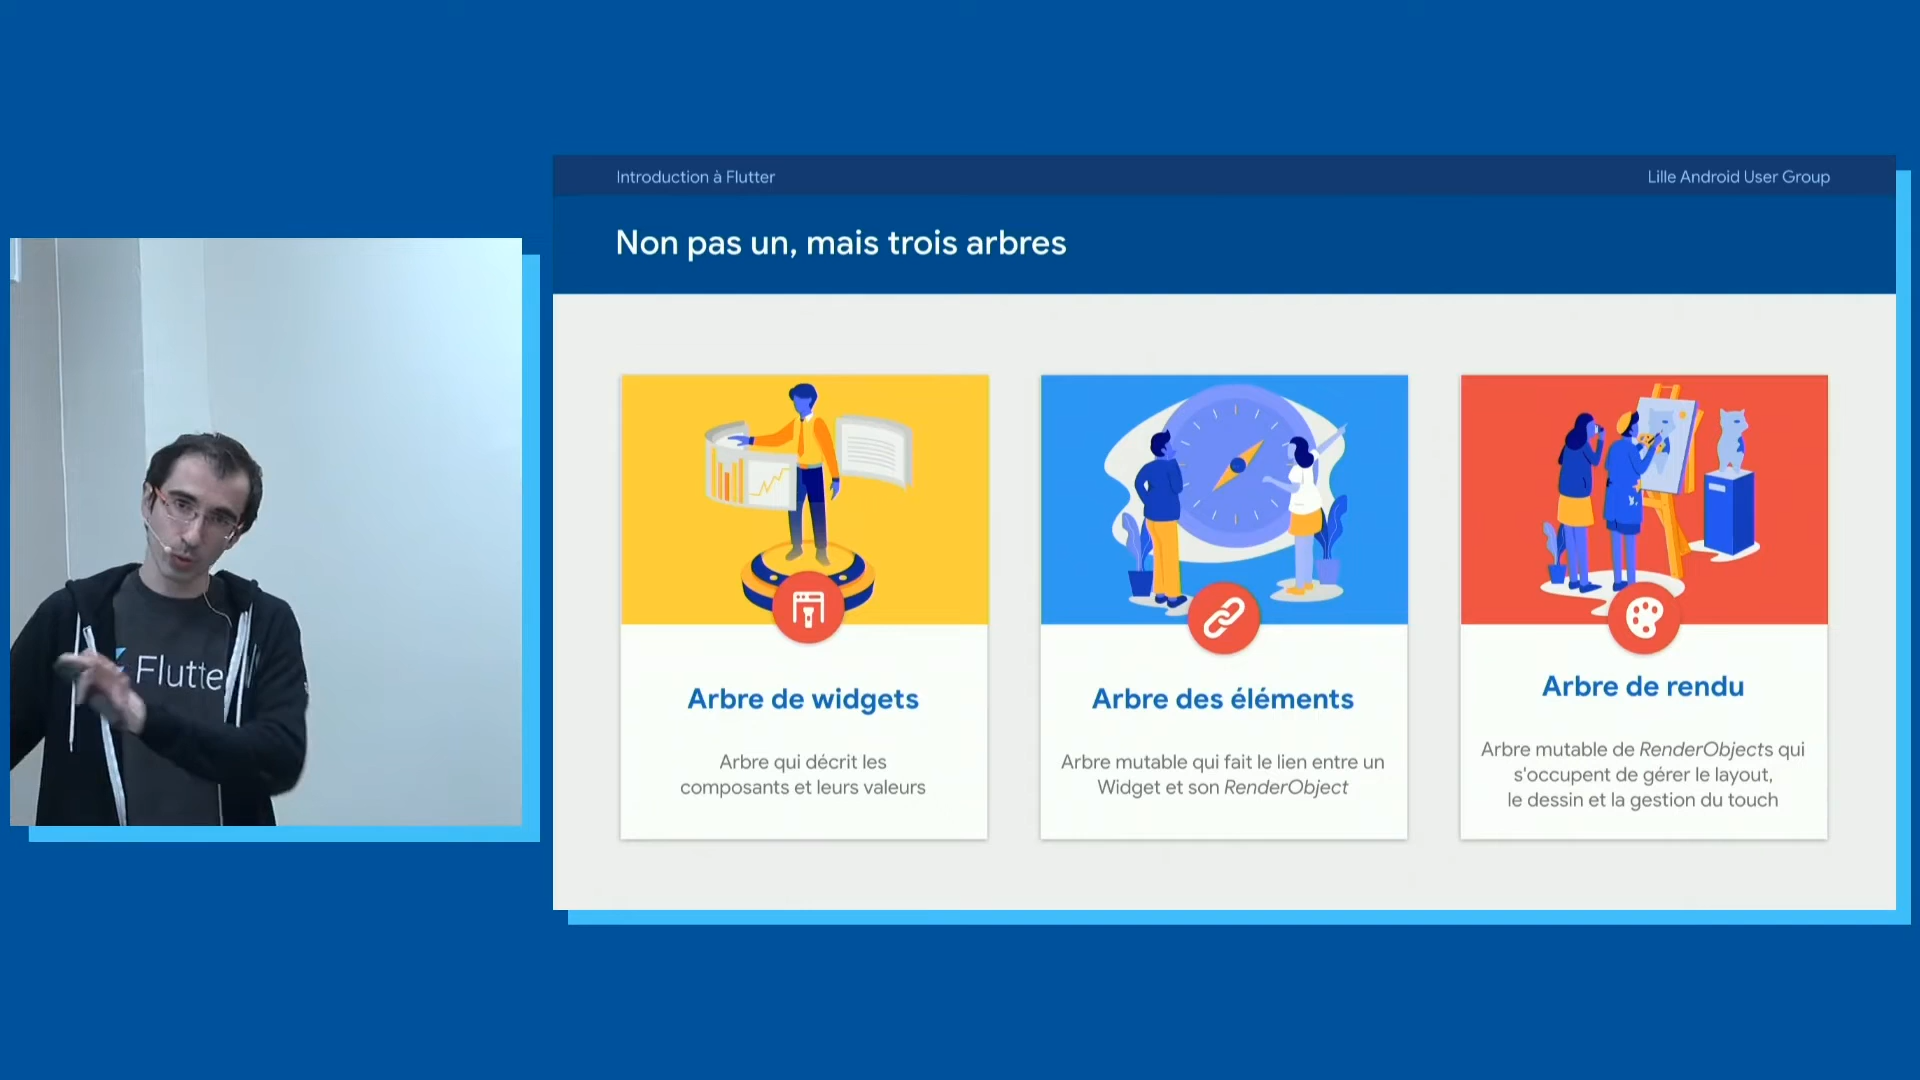 Introduction à Flutter
Lille Android User Group
Non pas un, mais trois arbres
Flutte
Arbre de widgets
Arbre qui décrit les
composants et leurs valeurs
Arbre des éléments
Arbre mutable qui fait le lien entre un
Widget et son RenderObject
Arbre de rendu
Arbre mutable de RenderObjects qui
s'occupent de gérer le layout,
le dessin et la gestion du touch